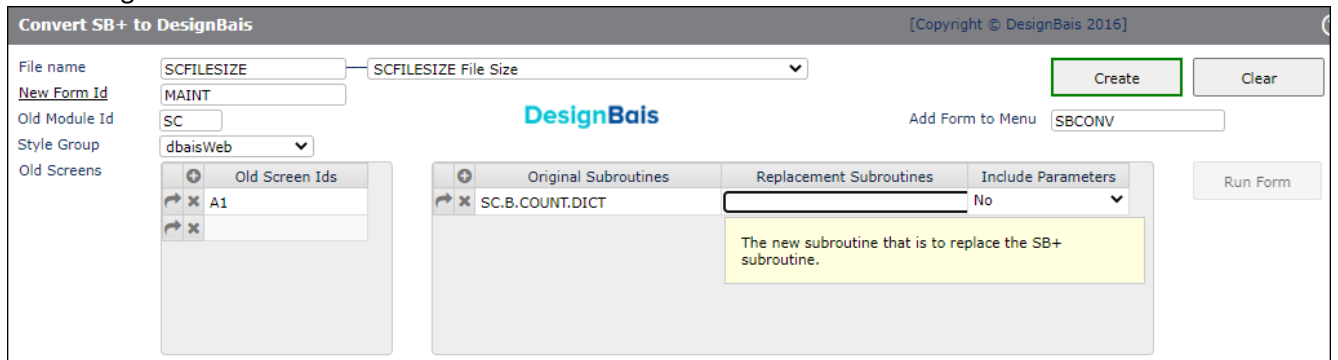 Convert SB+ to DesignBais [Copyright © DesignBais 2016]
File name SCFILESIZE SCFILESIZE File Size Create Clear
New Form Id MAINT
DesignBais
Old Module Id SC Add Form to Menu SBCONV
Style Group dbaisWeb
Old Screens Old Screen Ids Original Subroutines Replacement Subroutines Include Parameters Run Form
A1 SC.B.COUNT.DICT No
The new subroutine that is to replace the SB+
subroutine.